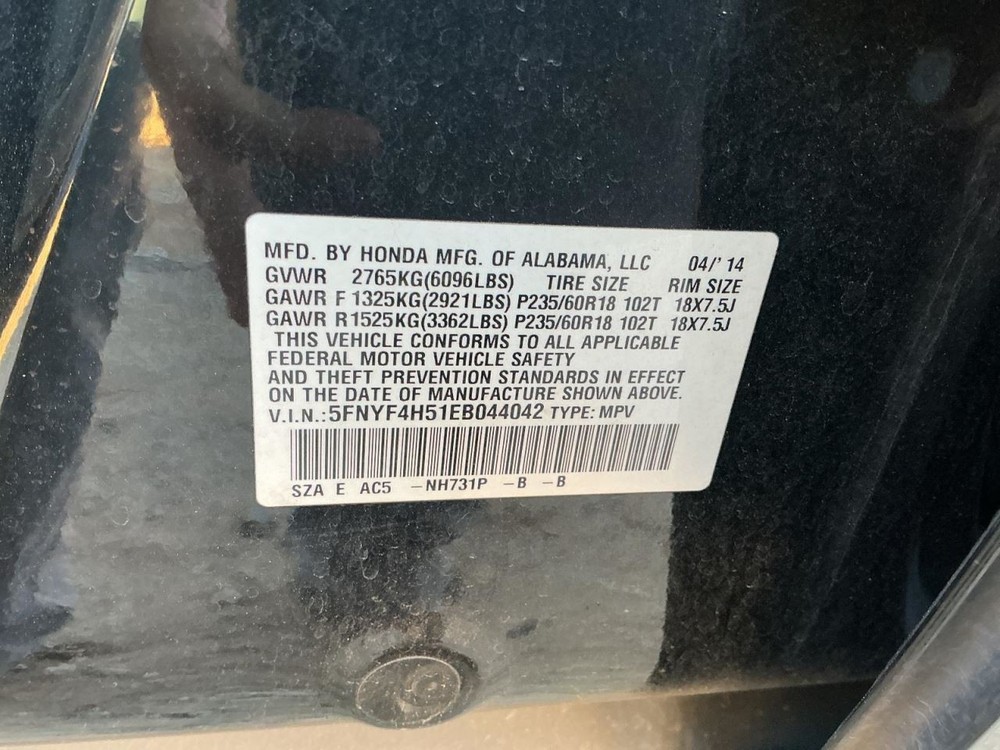 MFD. BY HONDA MFG. OF ALABAMA, LLC 04/'14
GVWR 2765KG(6096LBS) TIRE SIZE RIM SIZE
GAWR F 1325KG(2921LBS) P235/60R18 102T 18X7.5J
GAWR R1525KG(3362LBS) P235/60R18 102T 18X7.5J
THIS VEHICLE CONFORMS TO ALL APPLICABLE
FEDERAL MOTOR VEHICLE SAFETY
AND THEFT PREVENTION STANDARDS IN EFFECT
ON THE DATE OF MANUFACTURE SHOWN ABOVE.
V.I.N.:5FNYF4H51EB044042 TYPE: MPV
SZA E AC5 –NH731P –B –B